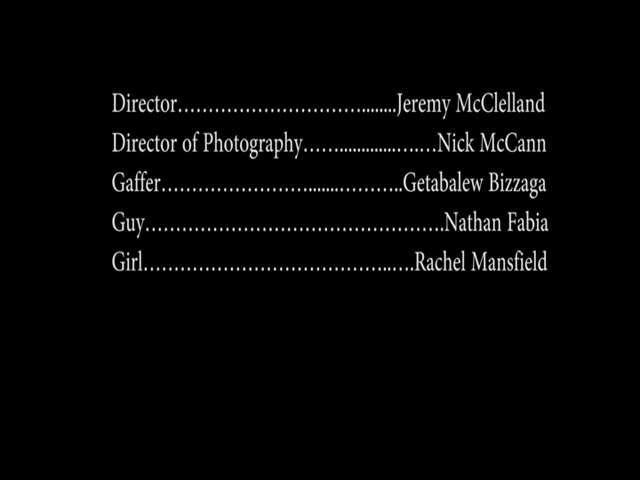 Director…………………………........Jeremy McClelland
Director of Photography…….............….…Nick McCann
Gaffer…………………….......………..Getabalew Bizzaga
Guy………………………………………….Nathan Fabia
Girl…………………………………..….Rachel Mansfield